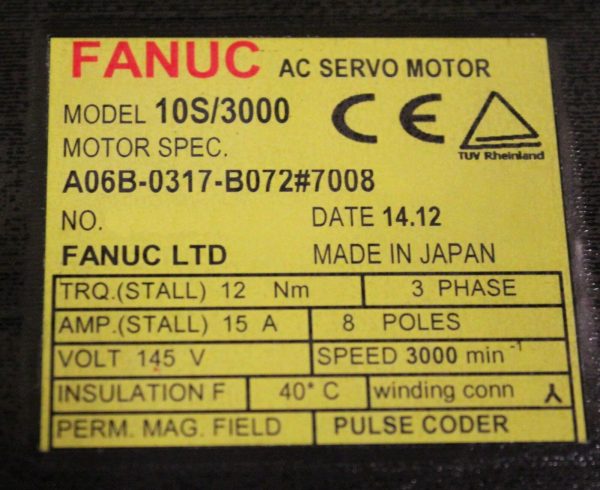 FANUC AC SERVO MOTOR
MODEL 10S/3000
MOTOR SPEC.
CE
TUV Rheinland
A06B-0317-B072#7008
NO. DATE 14.12
FANUC LTD MADE IN JAPAN
TRQ.(STALL) 12 Nm 3 PHASE
AMP.(STALL) 15 A 8 POLES
VOLT 145 V SPEED 3000 min⁻¹
INSULATION F 40° C winding conn
PERM. MAG. FIELD PULSE CODER